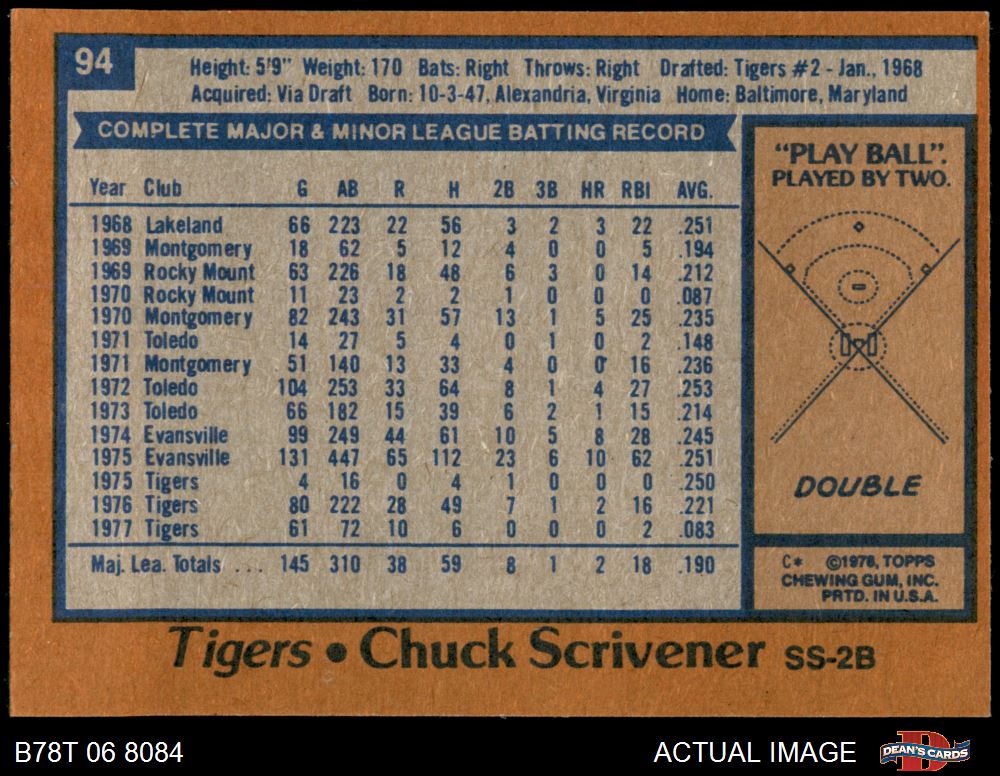 94
Height: 5'9" Weight: 170 Bats: Right Throws: Right Drafted: Tigers #2 - Jan., 1968
Acquired: Via Draft Born: 10-3-47, Alexandria, Virginia Home: Baltimore, Maryland
COMPLETE MAJOR & MINOR LEAGUE BATTING RECORD
Year Club G AB R H 2B 3B HR RBI AVG.
1968 Lakeland 66 223 22 56 3 2 3 22 .251
1969 Montgomery 18 62 5 12 4 0 0 5 .194
1969 Rocky Mount 63 226 18 48 6 3 0 14 .212
1970 Rocky Mount 11 23 2 2 1 0 0 0 .087
1970 Montgomery 82 243 31 57 13 1 5 25 .235
1971 Toledo 14 27 5 4 0 1 0 2 .148
1971 Montgomery 51 140 13 33 4 0 0 16 .236
1972 Toledo 104 253 33 64 8 1 4 27 .253
1973 Toledo 66 182 15 39 6 2 1 15 .214
1974 Evansville 99 249 44 61 10 5 8 28 .245
1975 Evansville 131 447 65 112 23 6 10 62 .251
1975 Tigers 4 16 0 4 1 0 0 0 .250
1976 Tigers 80 222 28 49 7 1 2 16 .221
1977 Tigers 61 72 10 6 0 0 0 2 .083
Maj. Lea. Totals ... 145 310 38 59 8 1 2 18 .190
"PLAY BALL".
PLAYED BY TWO.
DOUBLE
C* ©1978, TOPPS
CHEWING GUM, INC.
PRTD. IN U.S.A.
Tigers • Chuck Scrivener SS-2B
B78T 06 8084
ACTUAL IMAGE
D
DEAN'S CARDS